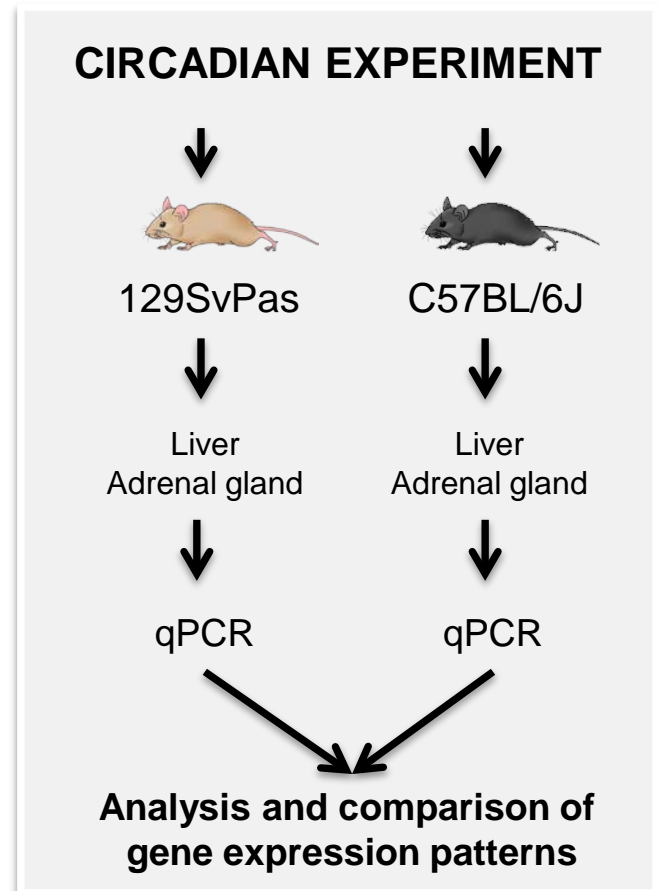 CIRCADIAN EXPERIMENT
129SvPas
C57BL/6J
Liver
Adrenal gland
Liver
Adrenal gland
qPCR
qPCR
Analysis and comparison of
gene expression patterns